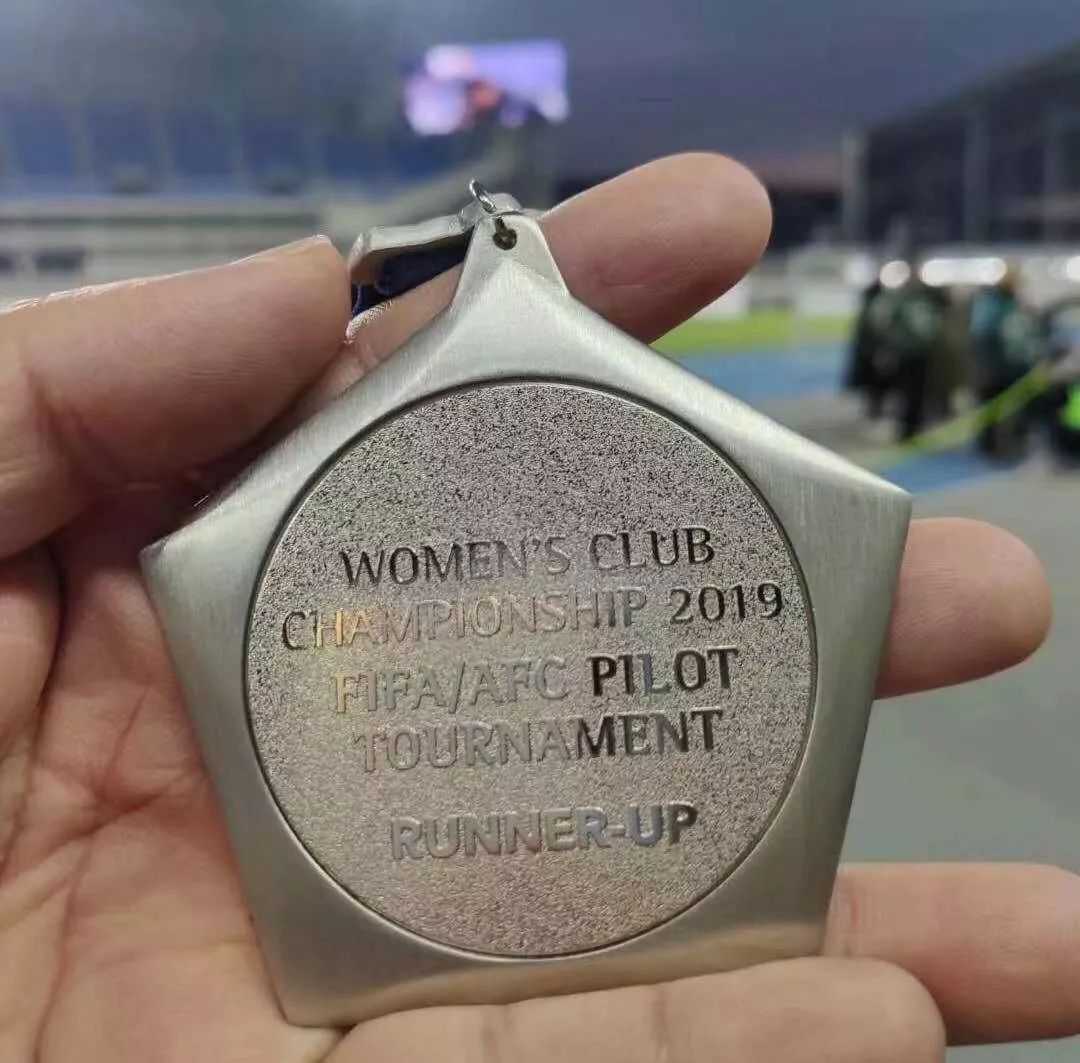 WOMEN'S CLUB
CHAMPIONSHIP 2019
FIFA/AFC PILOT
TOURNAMENT
RUNNER-UP